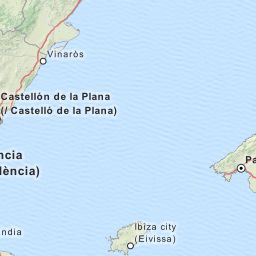 Vinaròs
Castellón de la Plana
(/ Castelló de la Plana)
ncia
lència)
Pa
Ibiza city
(Eivissa)
ndia